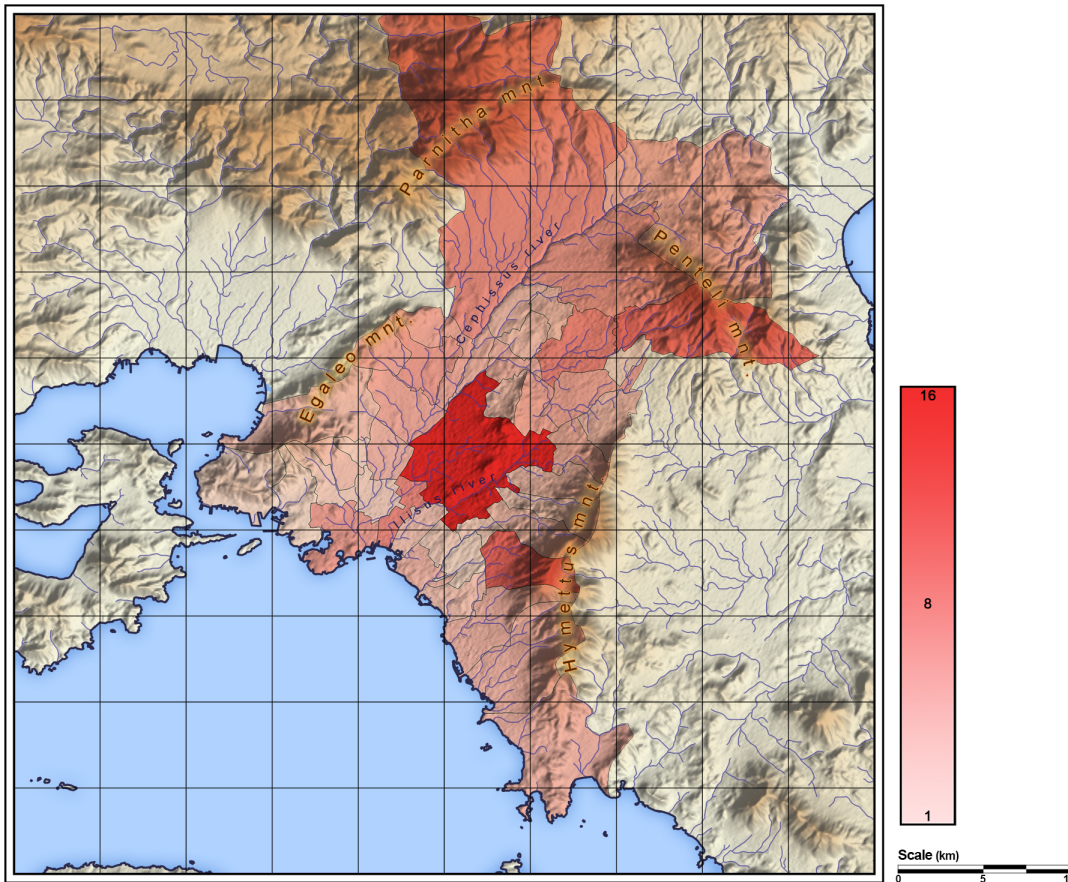 Parnitha mnt.
Cephissus river
Penteli mnt.
Egaleo mnt.
Ilisus river
Hymettus mnt.
16
8
1
Scale (km)
0 5 1